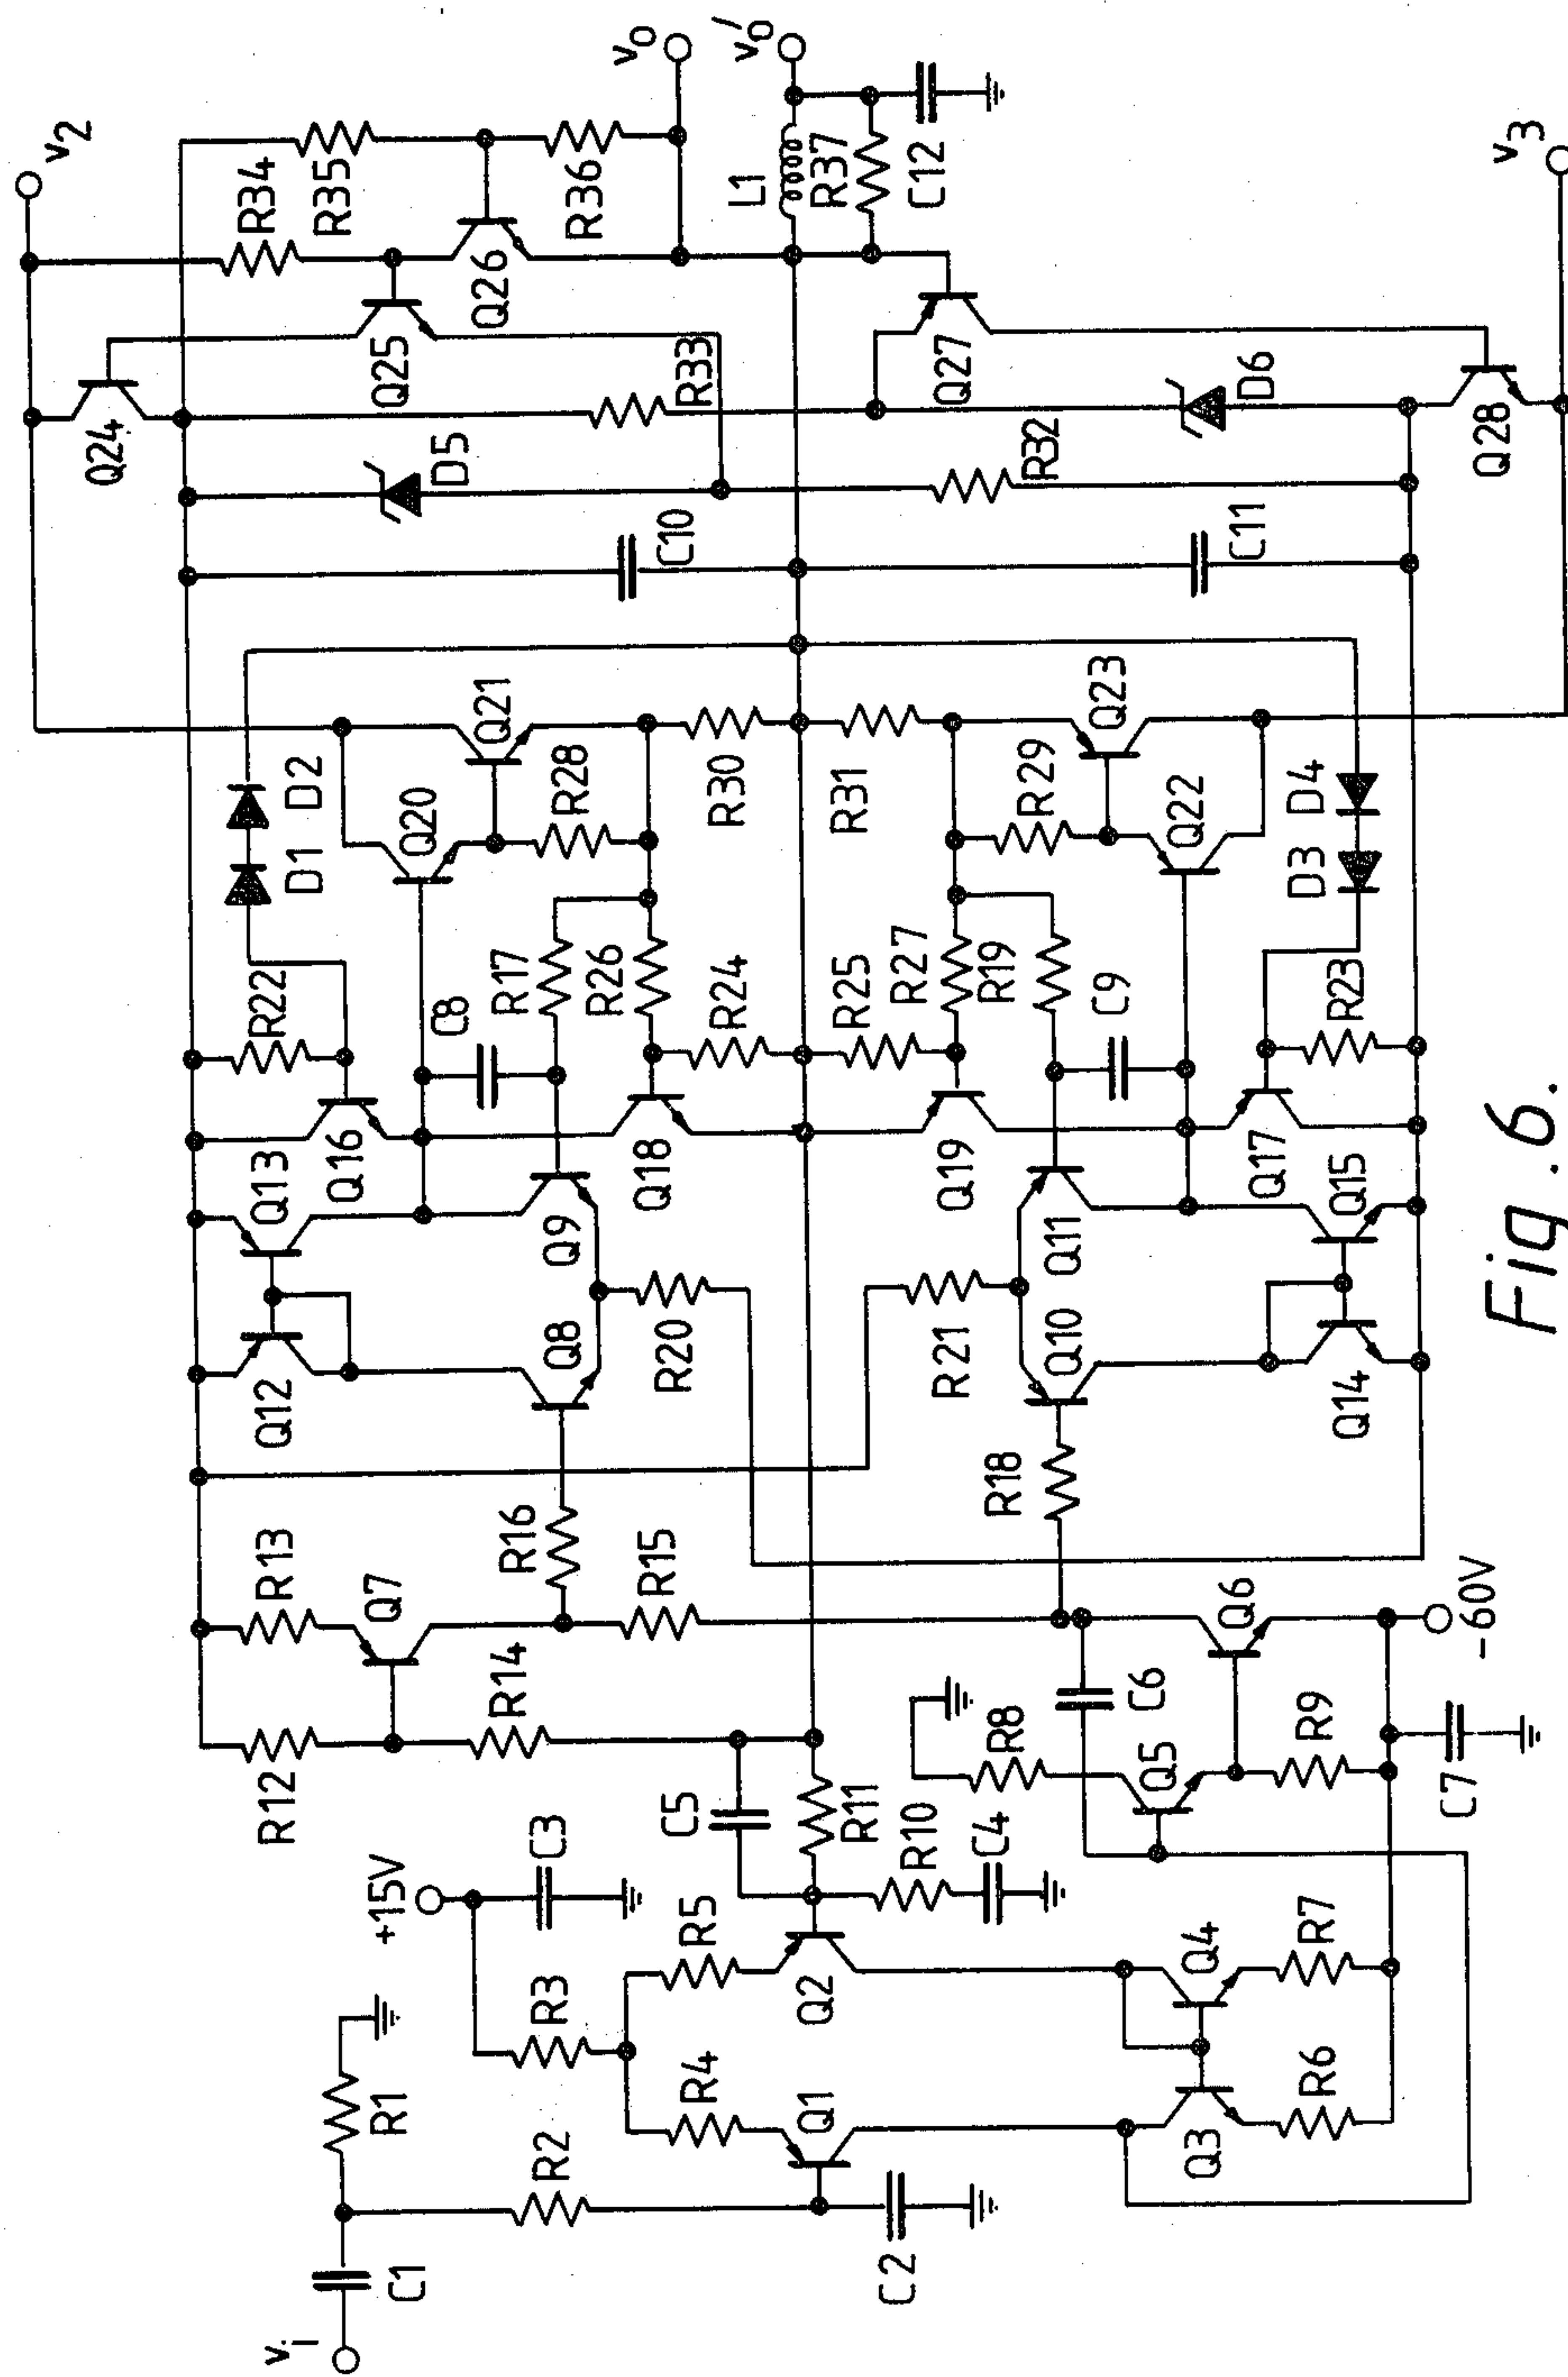 v2
v0
v0'
v3
R34
R35
R36
L1
R37
C12
Q24
Q25
Q26
R33
Q27
D5
D6
R32
Q28
C10
C11
D2
D1
Q21
Q20
R28
R30
R31
Q23
R29
Q22
D4
D3
R22
C8
R17
R26
R24
R25
R27
R19
C9
R23
Q13
Q16
Q9
Q18
Q19
Q11
Q17
Q15
Q12
Q8
R20
R21
Q10
Q14
R13
Q7
R16
R15
R18
R14
R12
C6
Q6
-60V
R8
Q5
R9
C7
C5
R11
R10
C4
+15V
C3
R5
Q2
Q4
R7
R3
R4
Q1
Q3
R6
R1
R2
C2
C1
vi
Fig.6.